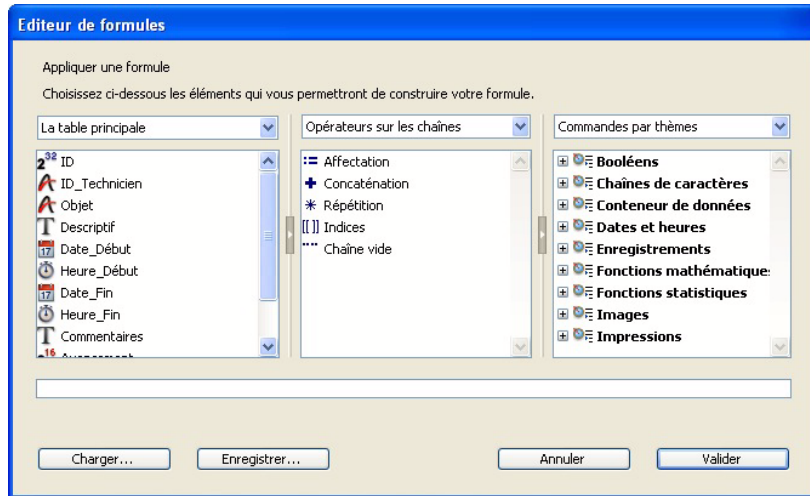 Editeur de formules
Appliquer une formule
Choisissez ci-dessous les éléments qui vous permettront de construire votre formule.
La table principale
Opérateurs sur les chaînes
Commandes par thèmes
2³² ID
ID_Technicien
Objet
Descriptif
17 Date_Début
Heure_Début
17 Date_Fin
Heure_Fin
Commentaires
:= Affectation
+ Concaténation
* Répétition
[[ ]] Indices
"" Chaîne vide
Booléens
Chaînes de caractères
Conteneur de données
Dates et heures
Enregistrements
Fonctions mathématiques
Fonctions statistiques
Images
Impressions
Charger...
Enregistrer...
Annuler
Valider